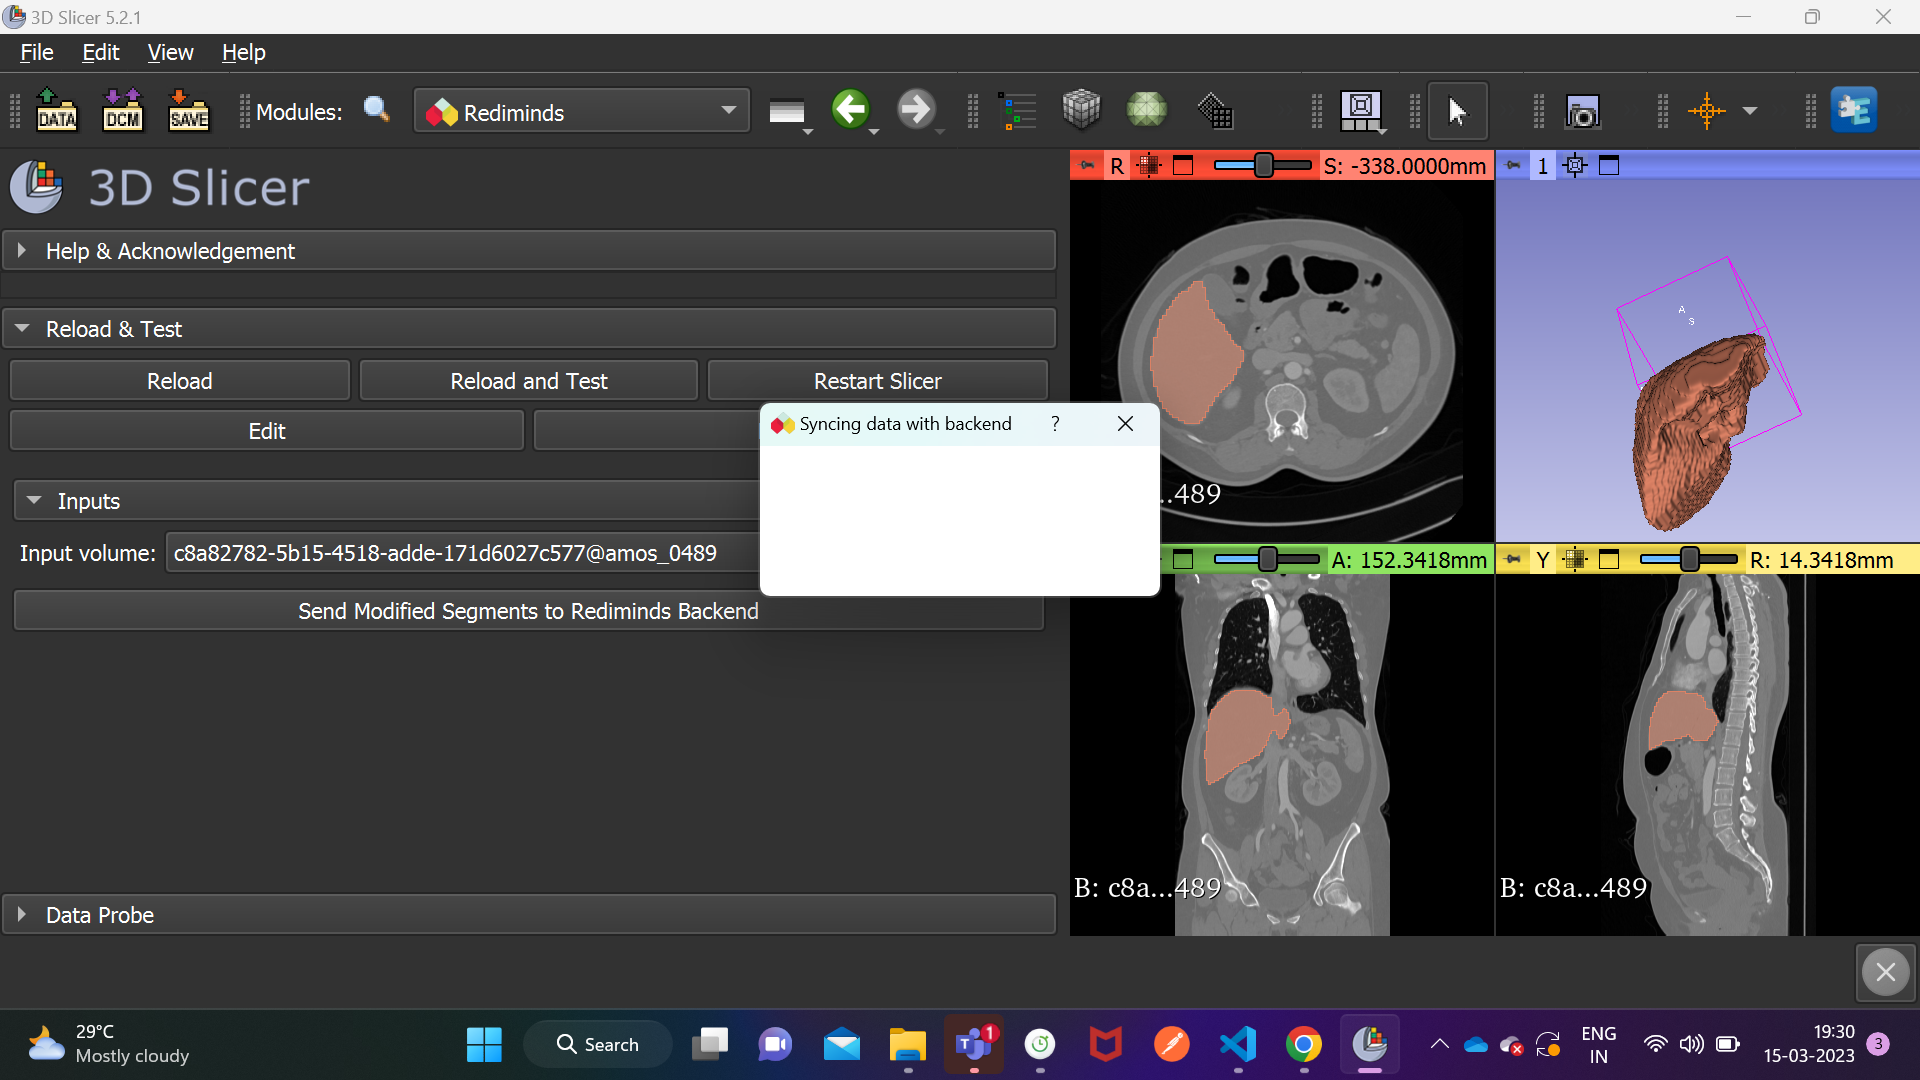 3D Slicer 5.2.1
File Edit View Help
DATA DCM SAVE Modules: Rediminds
3D Slicer
Help & Acknowledgement
Reload & Test
Reload Reload and Test Restart Slicer
Edit
Syncing data with backend ?
Inputs
Input volume: c8a82782-5b15-4518-adde-171d6027c577@amos_0489
Send Modified Segments to Rediminds Backend
Data Probe
R S: -338.0000mm
1
A
S
..489
A: 152.3418mm
Y R: 14.3418mm
B: c8a...489
B: c8a...489
29°C
Mostly cloudy
Search
1
ENG
IN
19:30
15-03-2023
3